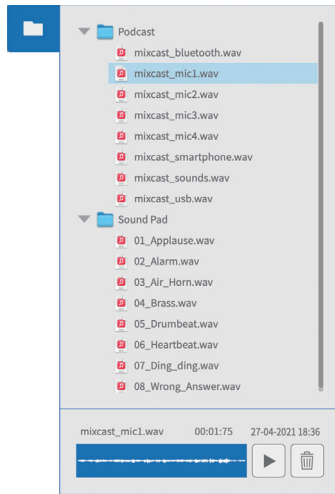 Podcast
mixcast_bluetooth.wav
mixcast_mic1.wav
mixcast_mic2.wav
mixcast_mic3.wav
mixcast_mic4.wav
mixcast_smartphone.wav
mixcast_sounds.wav
mixcast_usb.wav
Sound Pad
01_Applause.wav
02_Alarm.wav
03_Air_Horn.wav
04_Brass.wav
05_Drumbeat.wav
06_Heartbeat.wav
07_Ding_ding.wav
08_Wrong_Answer.wav
mixcast_mic1.wav 00:01:75 27-04-2021 18:36